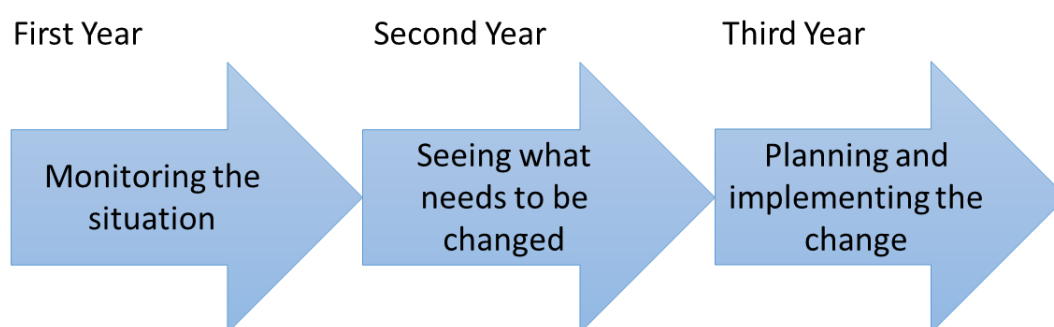 First Year
Second Year
Third Year
Monitoring the
situation
Seeing what
needs to be
changed
Planning and
implementing the
change